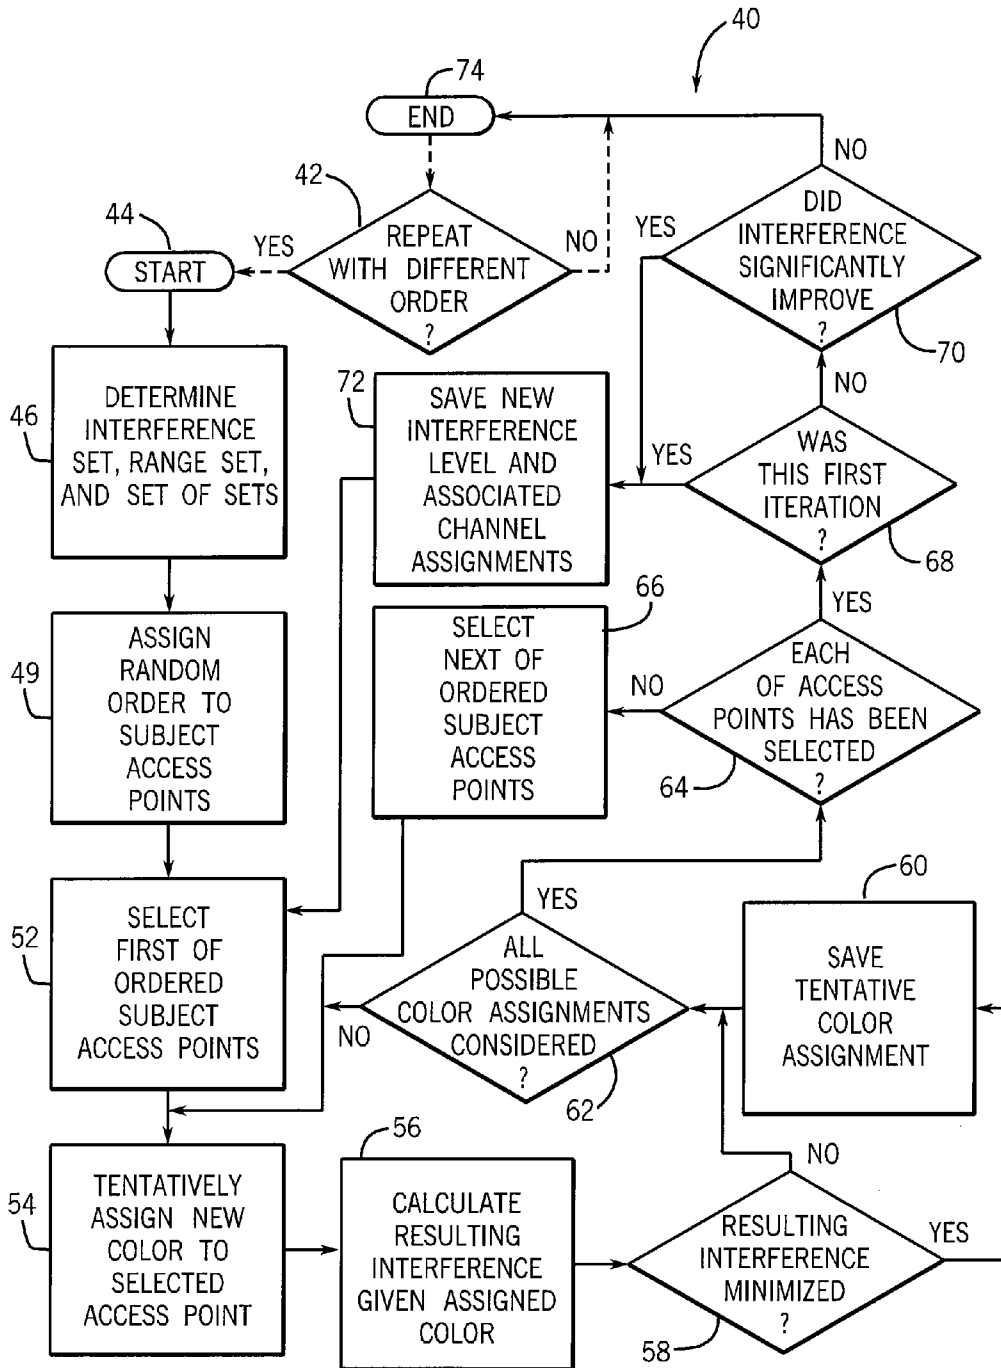 40
74
END
42
REPEAT
WITH DIFFERENT
ORDER
?
YES
NO
44
START
NO
DID
INTERFERENCE
SIGNIFICANTLY
IMPROVE
?
YES
70
46
DETERMINE
INTERFERENCE
SET, RANGE SET,
AND SET OF SETS
72
SAVE NEW
INTERFERENCE
LEVEL AND
ASSOCIATED
CHANNEL
ASSIGNMENTS
NO
YES
WAS
THIS FIRST
ITERATION
?
68
49
ASSIGN
RANDOM
ORDER TO
SUBJECT
ACCESS
POINTS
66
SELECT
NEXT OF
ORDERED
SUBJECT
ACCESS
POINTS
YES
NO
EACH
OF ACCESS
POINTS HAS BEEN
SELECTED
?
64
52
SELECT
FIRST OF
ORDERED
SUBJECT
ACCESS POINTS
YES
ALL
POSSIBLE
COLOR ASSIGNMENTS
CONSIDERED
?
NO
62
60
SAVE
TENTATIVE
COLOR
ASSIGNMENT
54
TENTATIVELY
ASSIGN NEW
COLOR TO
SELECTED
ACCESS POINT
56
CALCULATE
RESULTING
INTERFERENCE
GIVEN ASSIGNED
COLOR
NO
RESULTING
INTERFERENCE
MINIMIZED
?
YES
58